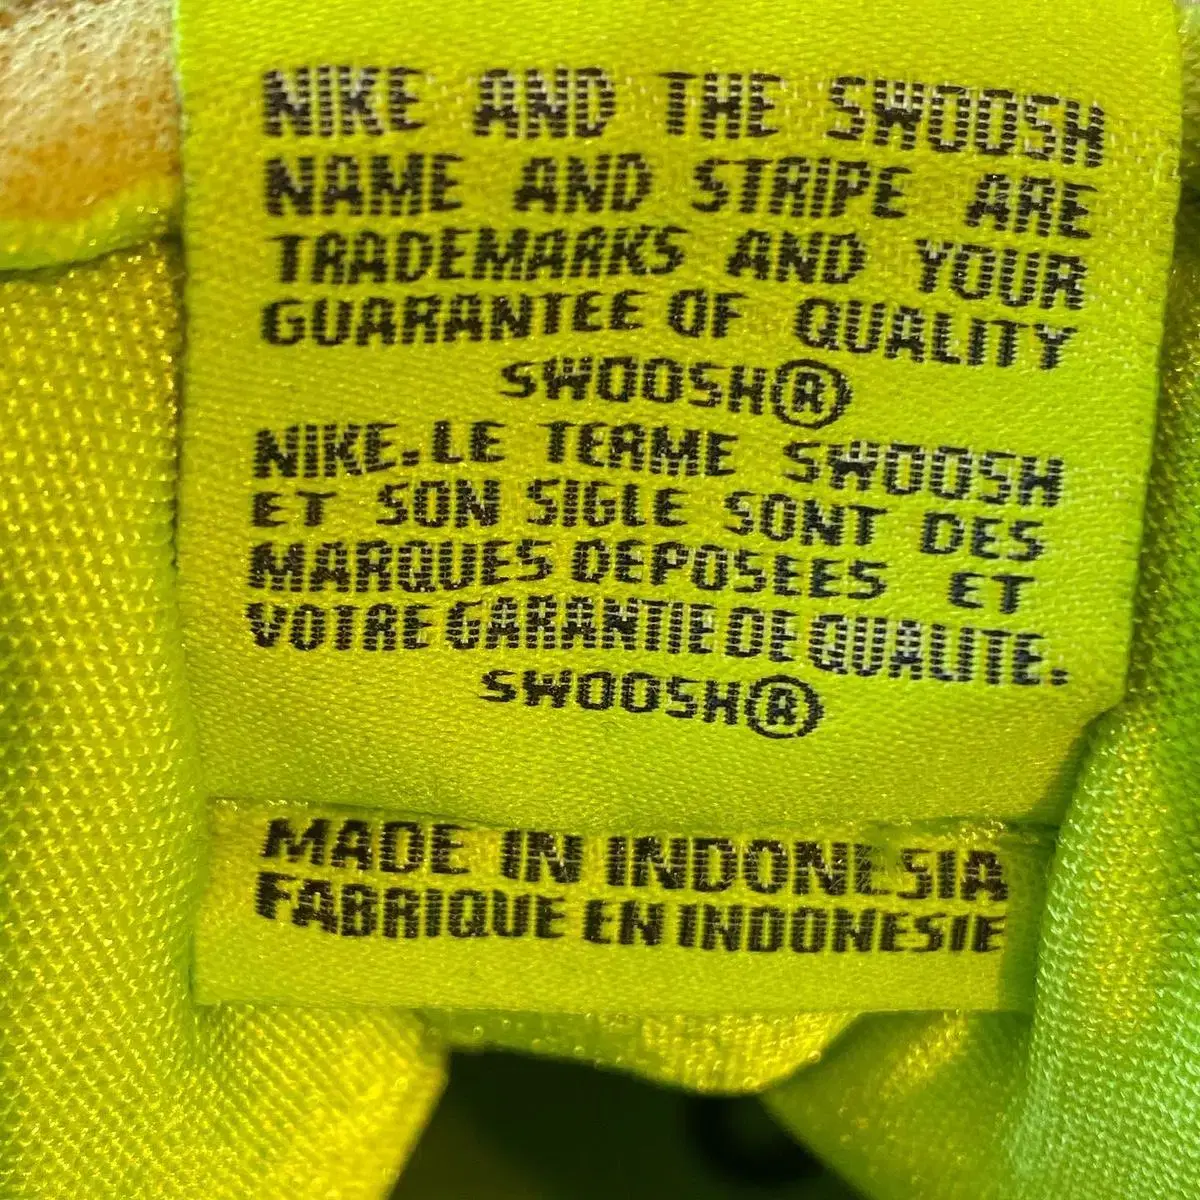 NIKE AND THE SWOOSH
NAME AND STRIPE ARE
TRADEMARKS AND YOUR
GUARANTEE OF QUALITY
SWOOSH®
NIKE.LE TERME SWOOSH
ET SON SIGLE SONT DES
MARQUES DEPOSEES ET
VOTRE GARANTIE DE QUALITE.
SWOOSH®
MADE IN INDONESIA
FABRIQUE EN INDONESIE